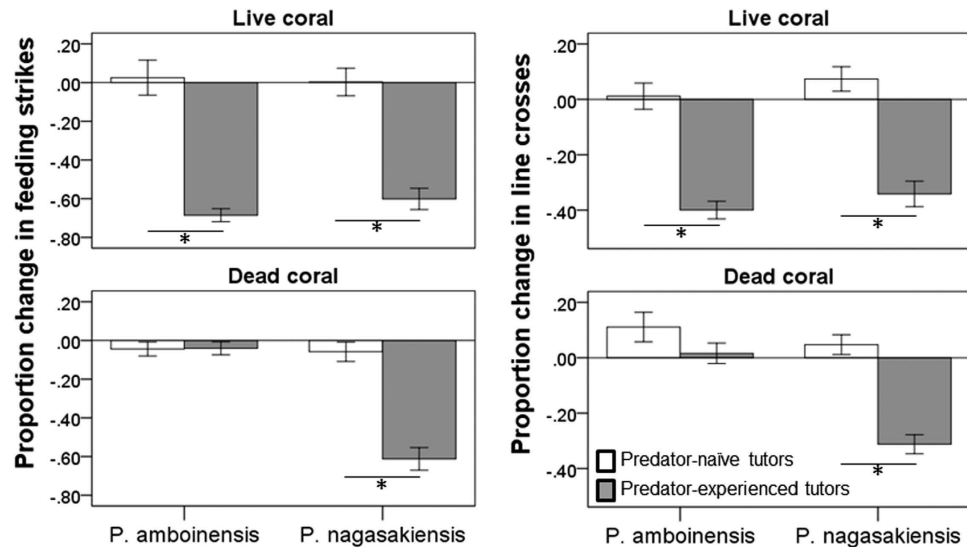 Live coral
Proportion change in feeding strikes
.20
.00
-.20
-.40
-.60
-.80
*
*
Dead coral
.20
.00
-.20
-.40
-.60
-.80
*
P. amboinensis
P. nagasakiensis
Live coral
Proportion change in line crosses
.20
.00
-.20
-.40
*
*
Dead coral
.20
.00
-.20
-.40
Predator-naïve tutors
Predator-experienced tutors
*
P. amboinensis
P. nagasakiensis